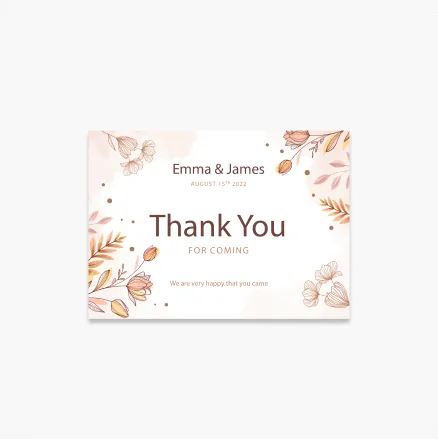 Emma & James
AUGUST 15TH 2022
Thank You
FOR COMING
We are very happy that you came